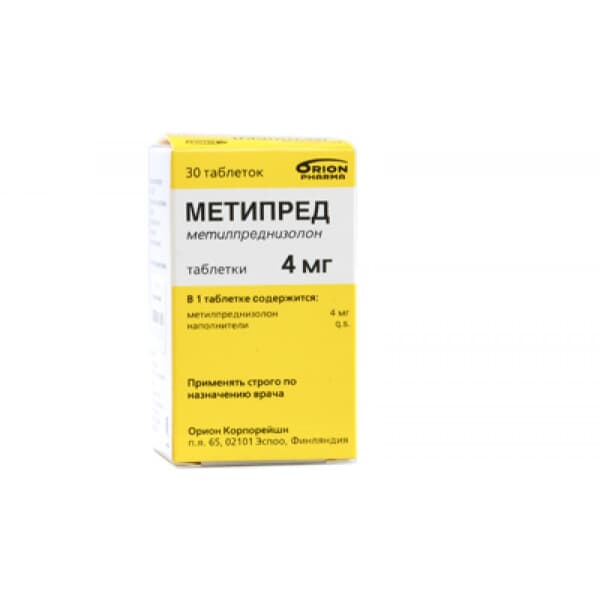 30 таблеток
ORION
PHARMA
МЕТИПРЕД
метилпреднизолон
таблетки 4 мг
В 1 таблетке содержится:
метилпреднизолон 4 мг
наполнители q.s.
Применять строго по
назначению врача
Орион Корпорейшн
п.я. 65, 02101 Эспоо, Финляндия